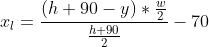 x_l = \frac{(h + 90 - y) * \frac{w}{2}}{\frac{h+90}{2}} - 70